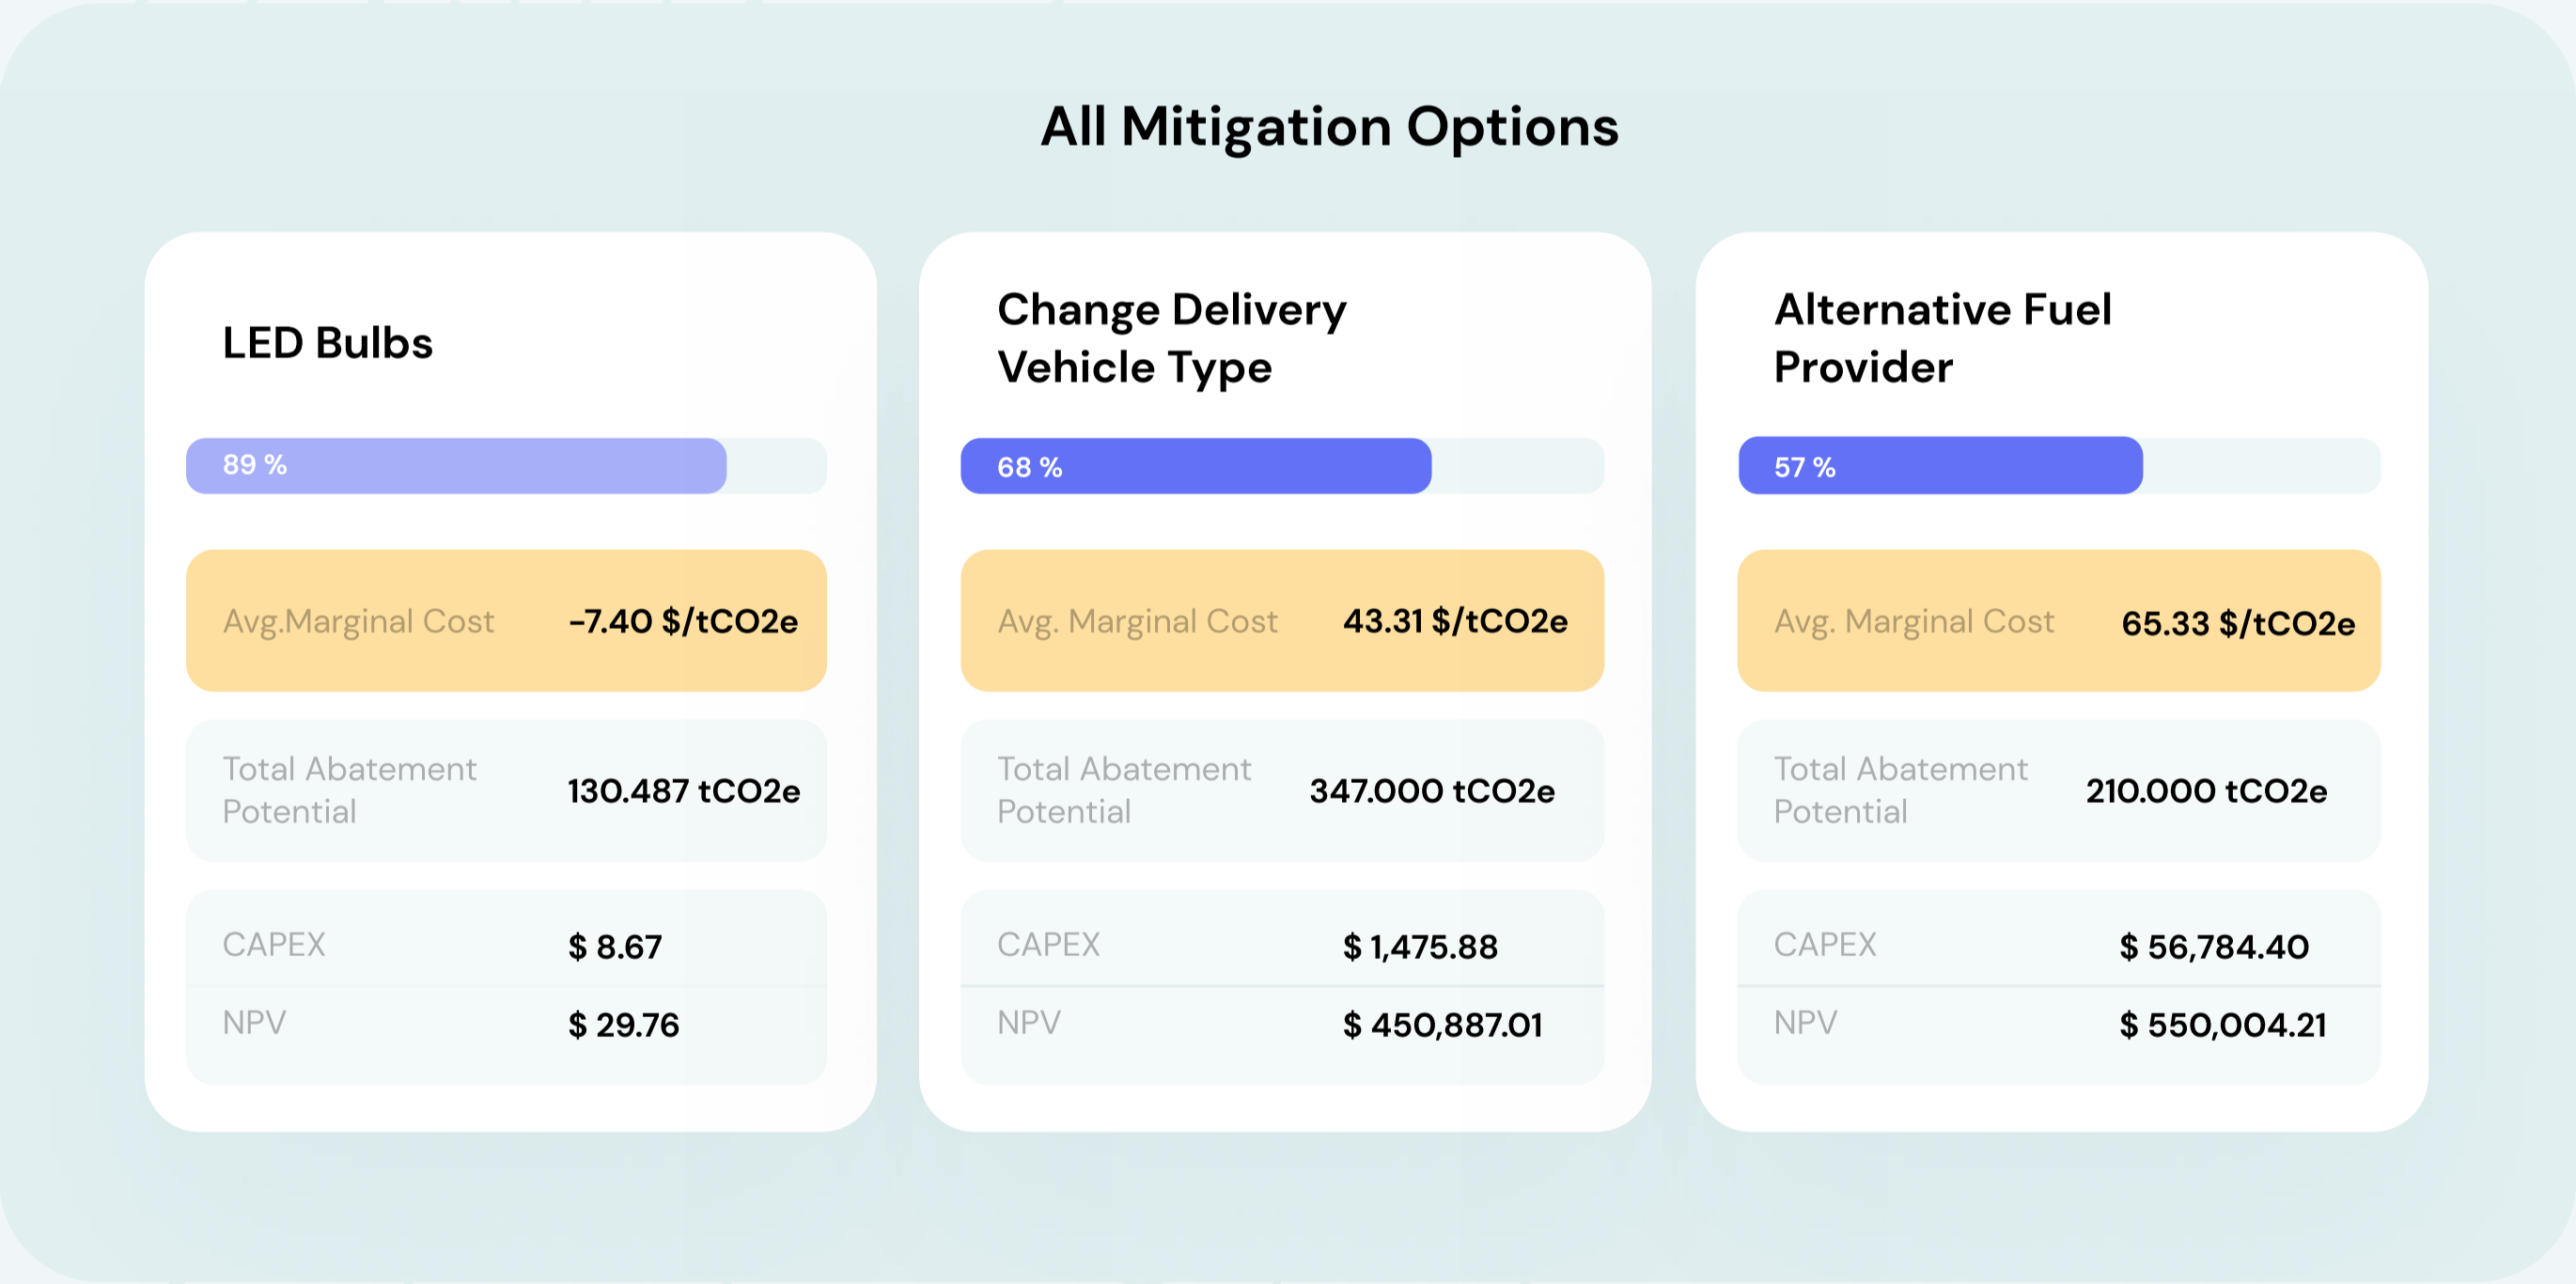 All Mitigation Options
LED Bulbs
89 %
Avg.Marginal Cost -7.40 $/tCO2e
Total Abatement
Potential
130.487 tCO2e
CAPEX $ 8.67
NPV $ 29.76
Change Delivery
Vehicle Type
68 %
Avg. Marginal Cost 43.31 $/tCO2e
Total Abatement
Potential
347.000 tCO2e
CAPEX $ 1,475.88
NPV $ 450,887.01
Alternative Fuel
Provider
57 %
Avg. Marginal Cost 65.33 $/tCO2e
Total Abatement
Potential
210.000 tCO2e
CAPEX $ 56,784.40
NPV $ 550,004.21